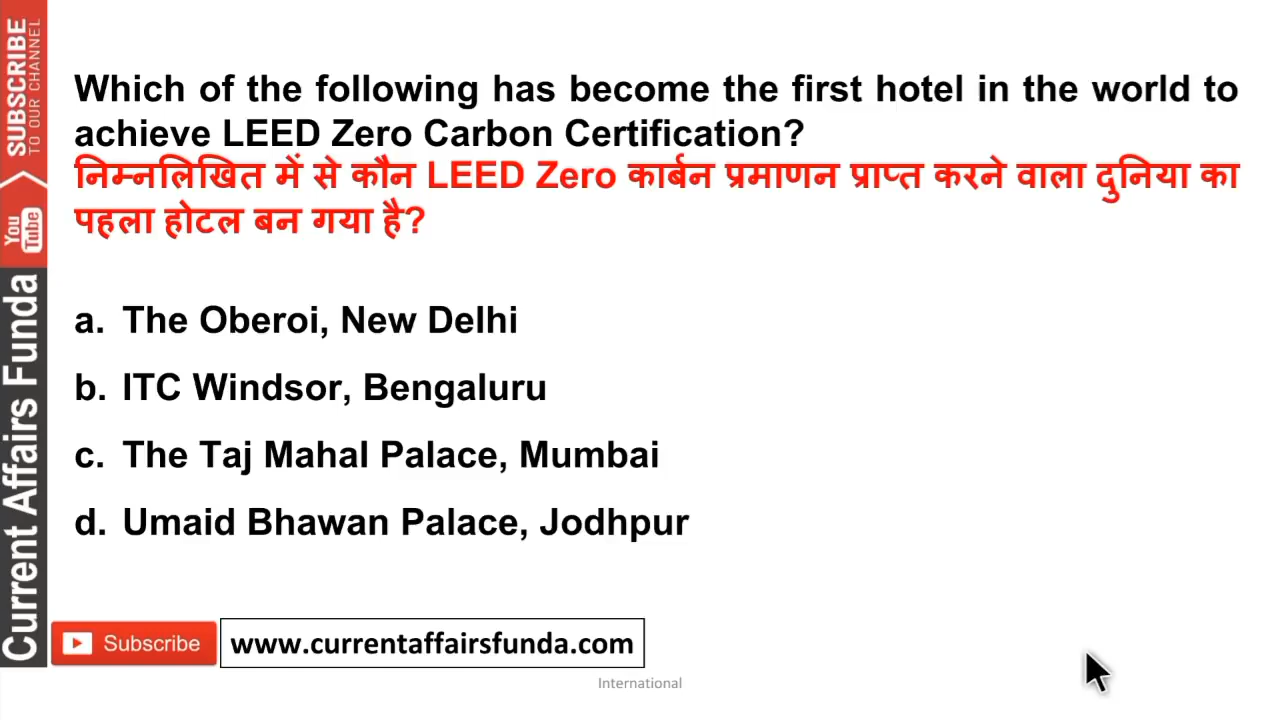 SUBSCRIBE
TO OUR CHANNEL
You
Tube
Current Affairs Funda
Which of the following has become the first hotel in the world to
achieve LEED Zero Carbon Certification?
निम्नलिखित में से कौन LEED Zero कार्बन प्रमाणन प्राप्त करने वाला दुनिया का
पहला होटल बन गया है?
a. The Oberoi, New Delhi
b. ITC Windsor, Bengaluru
c. The Taj Mahal Palace, Mumbai
d. Umaid Bhawan Palace, Jodhpur
Subscribe
www.currentaffairsfunda.com
International